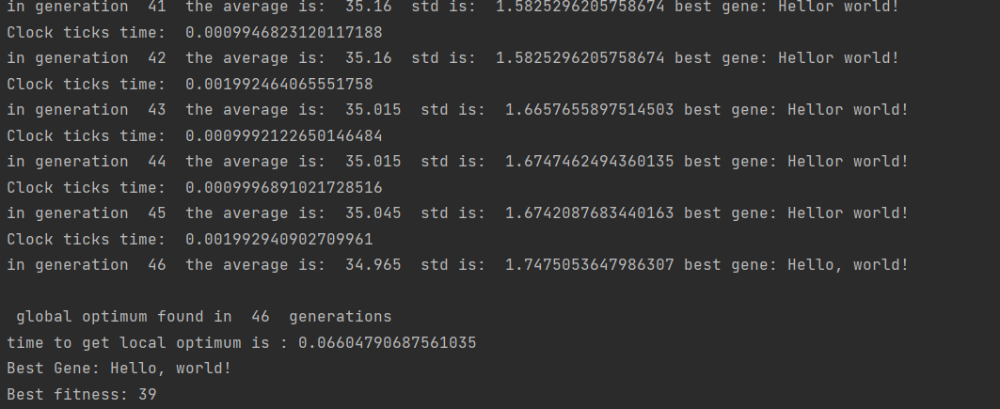 in generation  41  the average is:  35.16  std is:  1.5825296205758674 best gene: Hellor world!
Clock ticks time:  0.0009946823120117188
in generation  42  the average is:  35.16  std is:  1.5825296205758674 best gene: Hellor world!
Clock ticks time:  0.001992464065551758
in generation  43  the average is:  35.015  std is:  1.6657655897514503 best gene: Hellor world!
Clock ticks time:  0.0009992122650146484
in generation  44  the average is:  35.015  std is:  1.6747462494360135 best gene: Hellor world!
Clock ticks time:  0.0009996891021728516
in generation  45  the average is:  35.045  std is:  1.6742087683440163 best gene: Hellor world!
Clock ticks time:  0.001992940902709961
in generation  46  the average is:  34.965  std is:  1.7475053647986307 best gene: Hello, world!
 global optimum found in  46  generations
time to get local optimum is : 0.06604790687561035
Best Gene: Hello, world!
Best fitness: 39